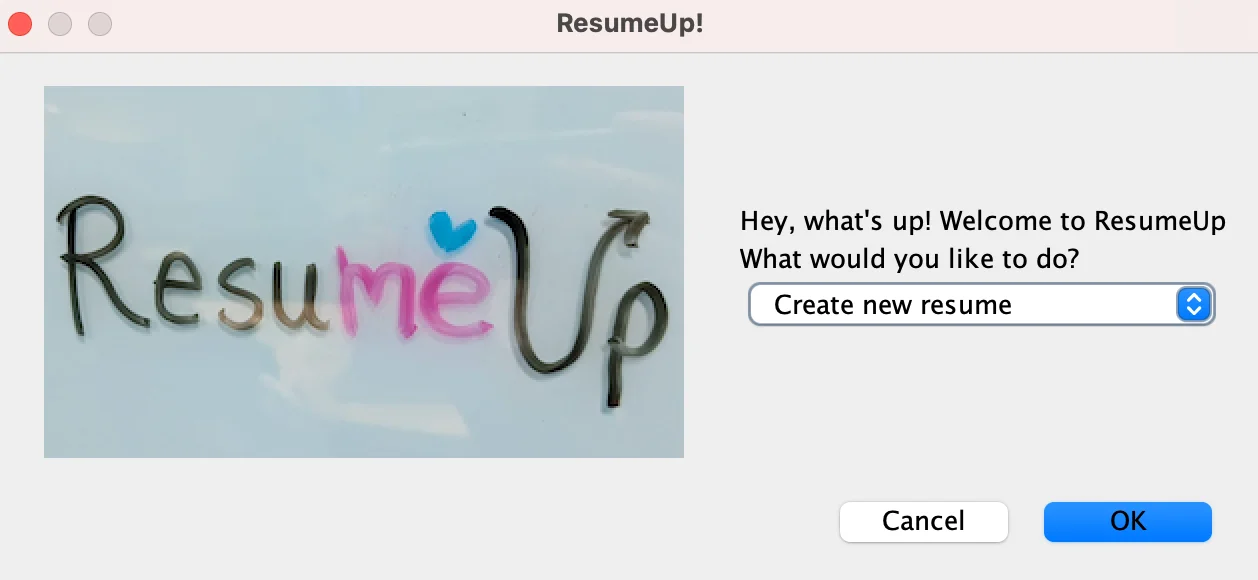 ResumeUp!
ResumeUp
Hey, what's up! Welcome to ResumeUp
What would you like to do?
Create new resume
Cancel
OK